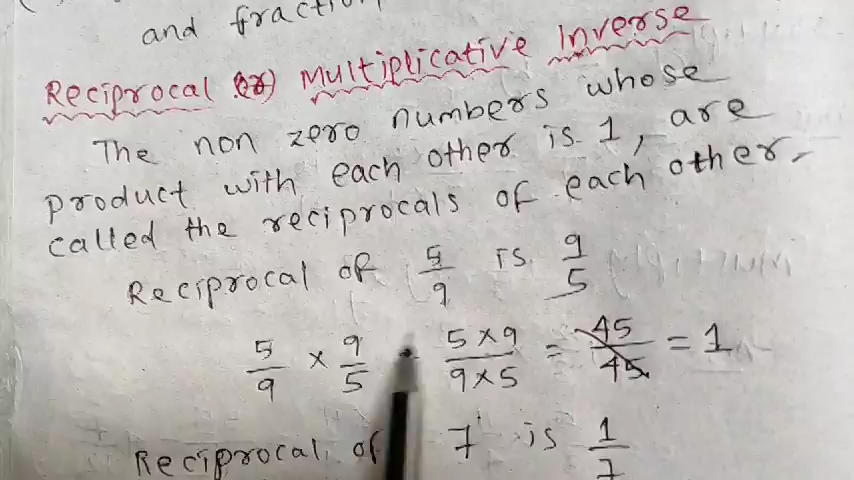 and fraction
Reciprocal (or) Multiplicative Inverse
The non zero numbers whose
product with each other is 1, are
called the reciprocals of each other.
Reciprocal of 5/9 is 9/5
5/9 × 9/5 = 5×9/9×5 = 45/45 = 1
Reciprocal of 7 is 1/7